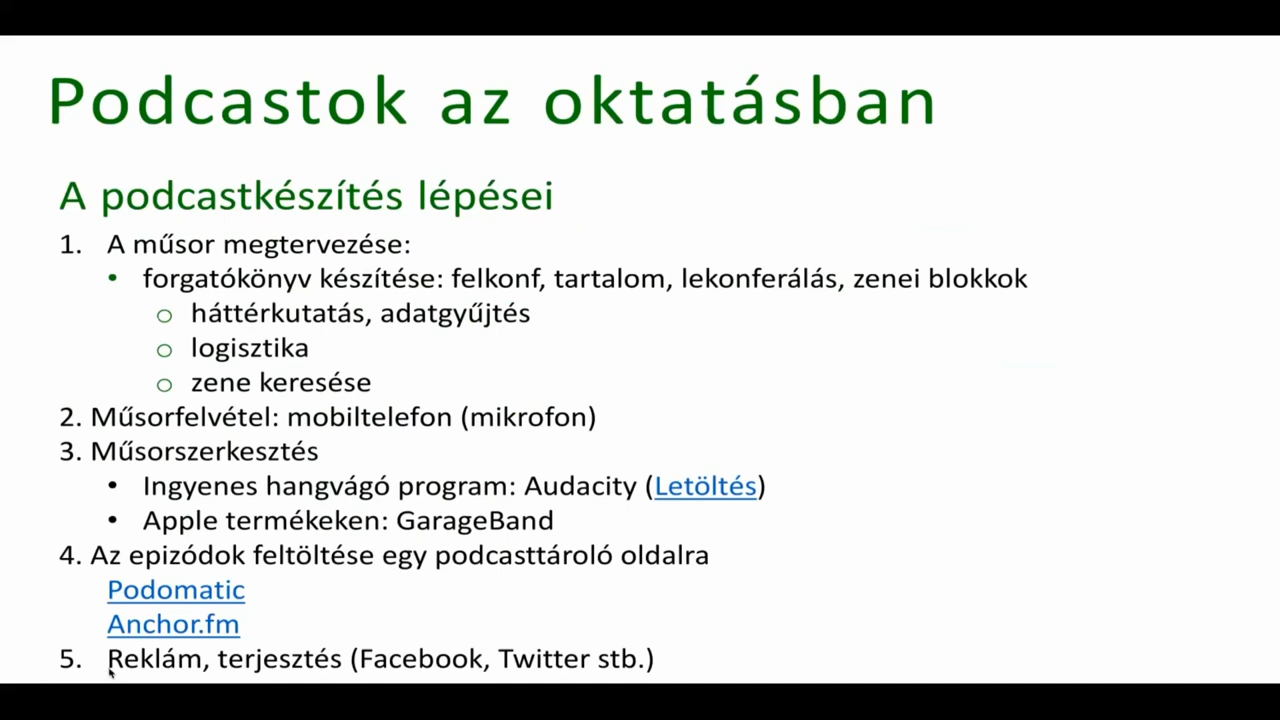 Podcastok az oktatásban
A podcastkészítés lépései
1. A műsor megtervezése:
• forgatókönyv készítése: felkonf, tartalom, lekonferálás, zenei blokkok
o háttérkutatás, adatgyűjtés
o logisztika
o zene keresése
2. Műsorfelvétel: mobiltelefon (mikrofon)
3. Műsorszerkesztés
• Ingyenes hangvágó program: Audacity (Letöltés)
• Apple termékeken: GarageBand
4. Az epizódok feltöltése egy podcasttároló oldalra
Podomatic
Anchor.fm
5. Reklám, terjesztés (Facebook, Twitter stb.)